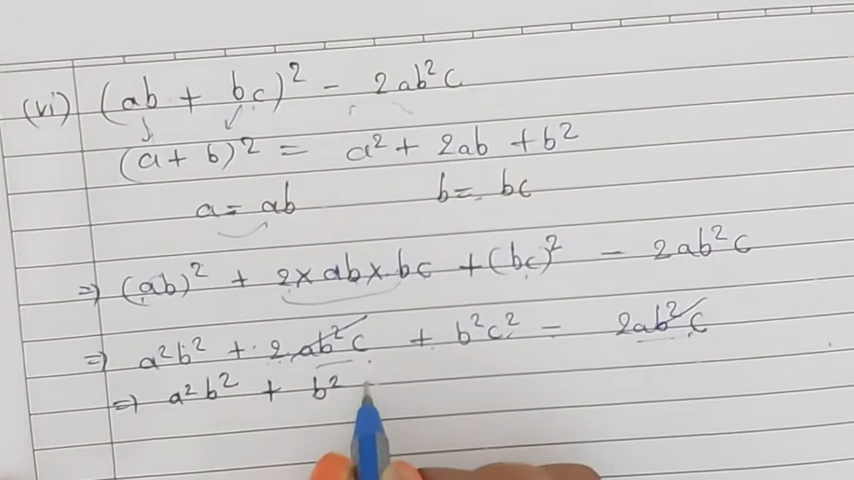 (vi) (ab + bc)² - 2ab²c
(a + b)² = a² + 2ab + b²
a = ab b = bc
⇒ (ab)² + 2 × ab × bc + (bc)² - 2ab²c
⇒ a²b² + 2ab²c + b²c² - 2ab²c
⇒ a²b² + b²